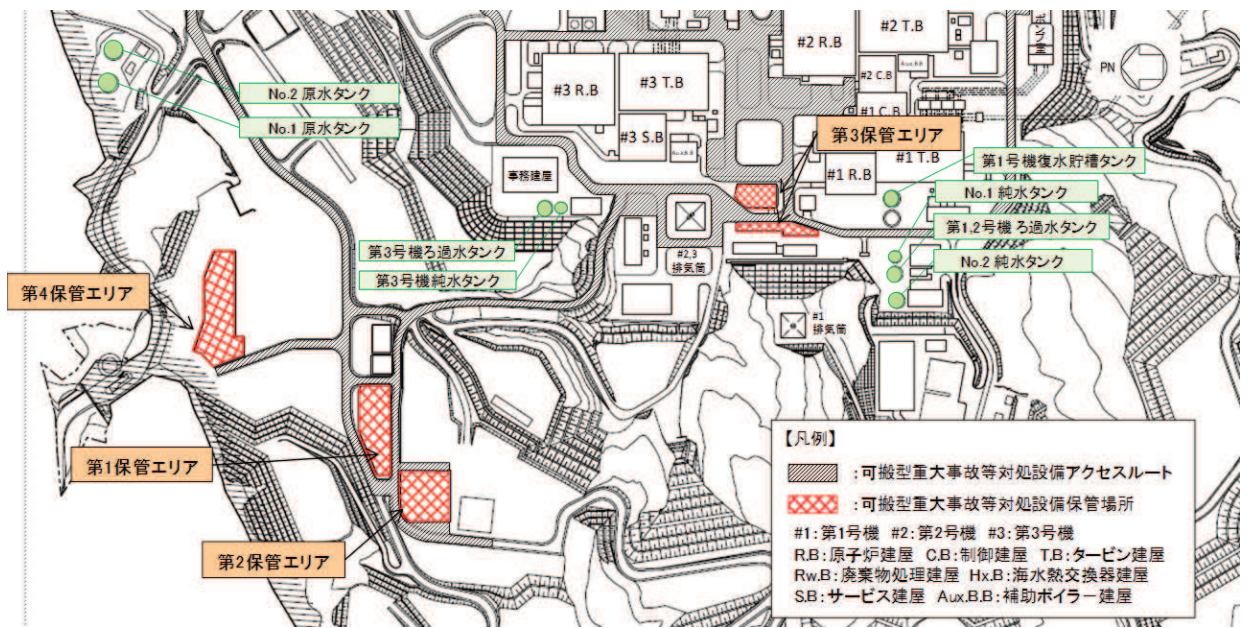 ポンプ室
#2 R.B
#2 T.B
PN
#2 C.B
Aux.B.B
No.2 原水タンク
#3 R.B
#3 T.B
#1 C.B
No.1 原水タンク
#3 S.B
Aux.B.B
第3保管エリア
事務建屋
#1 R.B
#1 T.B
第1号機復水貯槽タンク
No.1 純水タンク
第1,2号機 ろ過水タンク
No.2 純水タンク
第3号機ろ過水タンク
第3号機純水タンク
#2,3
排気筒
第4保管エリア
#1
排気筒
第1保管エリア
第2保管エリア
【凡例】
:可搬型重大事故等対処設備アクセスルート
:可搬型重大事故等対処設備保管場所
#1:第1号機 #2:第2号機 #3:第3号機
R.B:原子炉建屋 C.B:制御建屋 T.B:タービン建屋
Rw.B:廃棄物処理建屋 Hx.B:海水熱交換器建屋
S.B:サービス建屋 Aux.B.B:補助ボイラー建屋